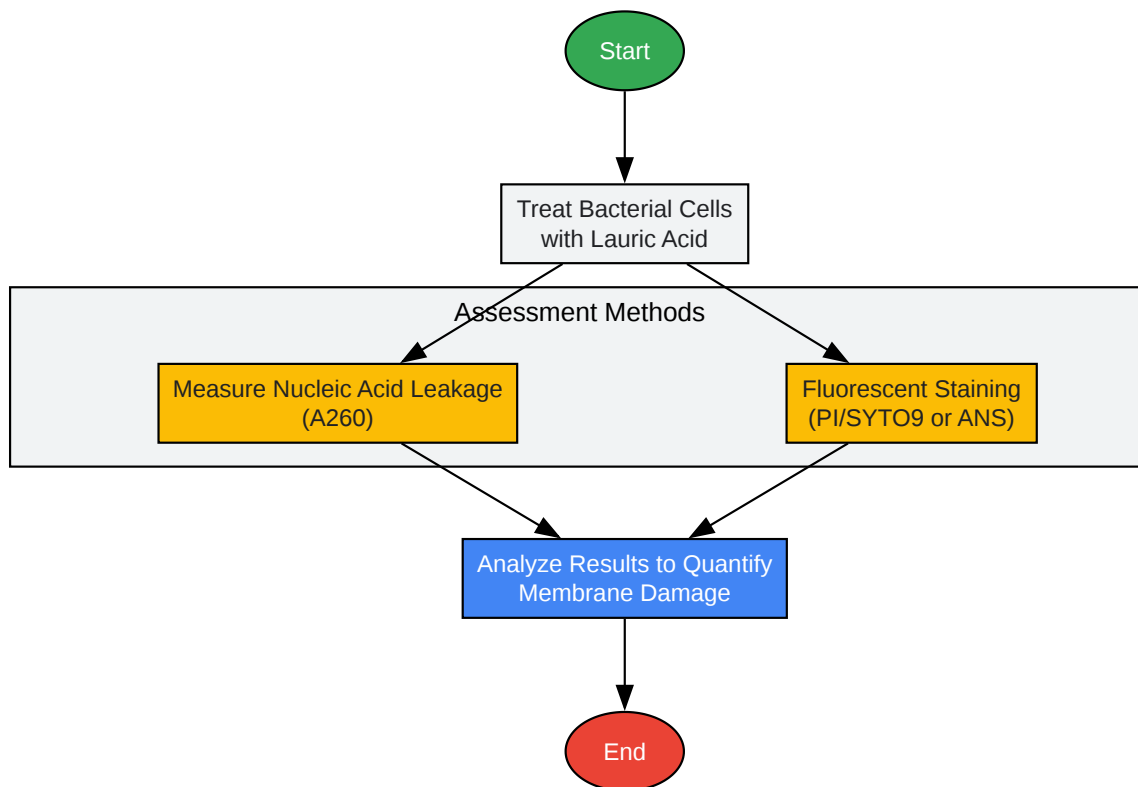 Start
Treat Bacterial Cells
with Lauric Acid
Assessment Methods
Measure Nucleic Acid Leakage
(A260)
Fluorescent Staining
(PI/SYTO9 or ANS)
Analyze Results to Quantify
Membrane Damage
End